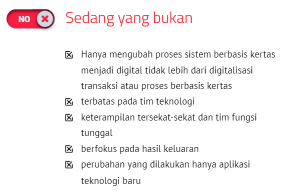 NO
Sedang yang bukan
Hanya mengubah proses sistem berbasis kertas
menjadi digital tidak lebih dari digitalisasi
transaksi atau proses berbasis kertas
terbatas pada tim teknologi
keterampilan tersekat-sekat dan tim fungsi
tunggal
berfokus pada hasil keluaran
perubahan yang dilakukan hanya aplikasi
teknologi baru